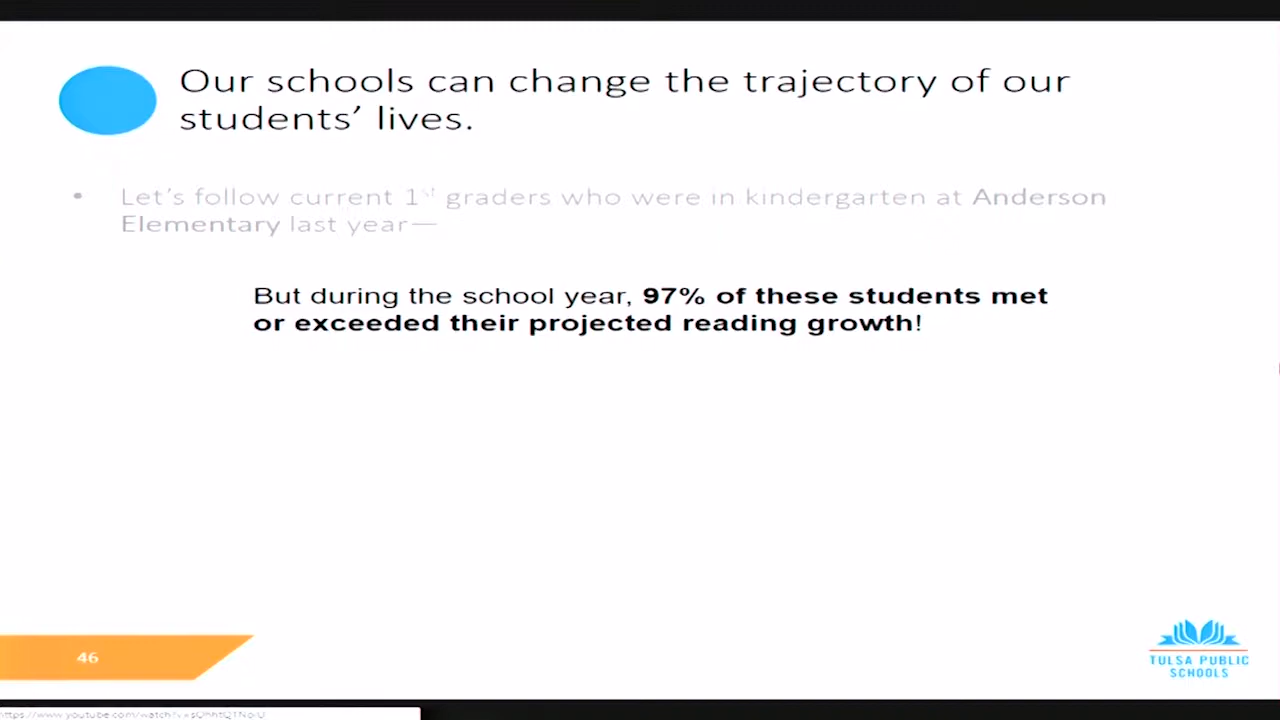 Our schools can change the trajectory of our
students' lives.
• Let's follow current 1st graders who were in kindergarten at Anderson
Elementary last year—
But during the school year, 97% of these students met
or exceeded their projected reading growth!
46
TULSA PUBLIC
SCHOOLS